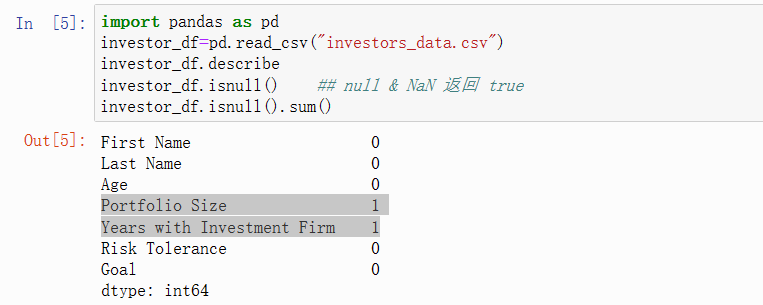 In [5]:
import pandas as pd
investor_df=pd.read_csv("investors_data.csv")
investor_df.describe
investor_df.isnull() ## null & NaN 返回 true
investor_df.isnull().sum()
Out[5]:
First Name 0
Last Name 0
Age 0
Portfolio Size 1
Years with Investment Firm 1
Risk Tolerance 0
Goal 0
dtype: int64